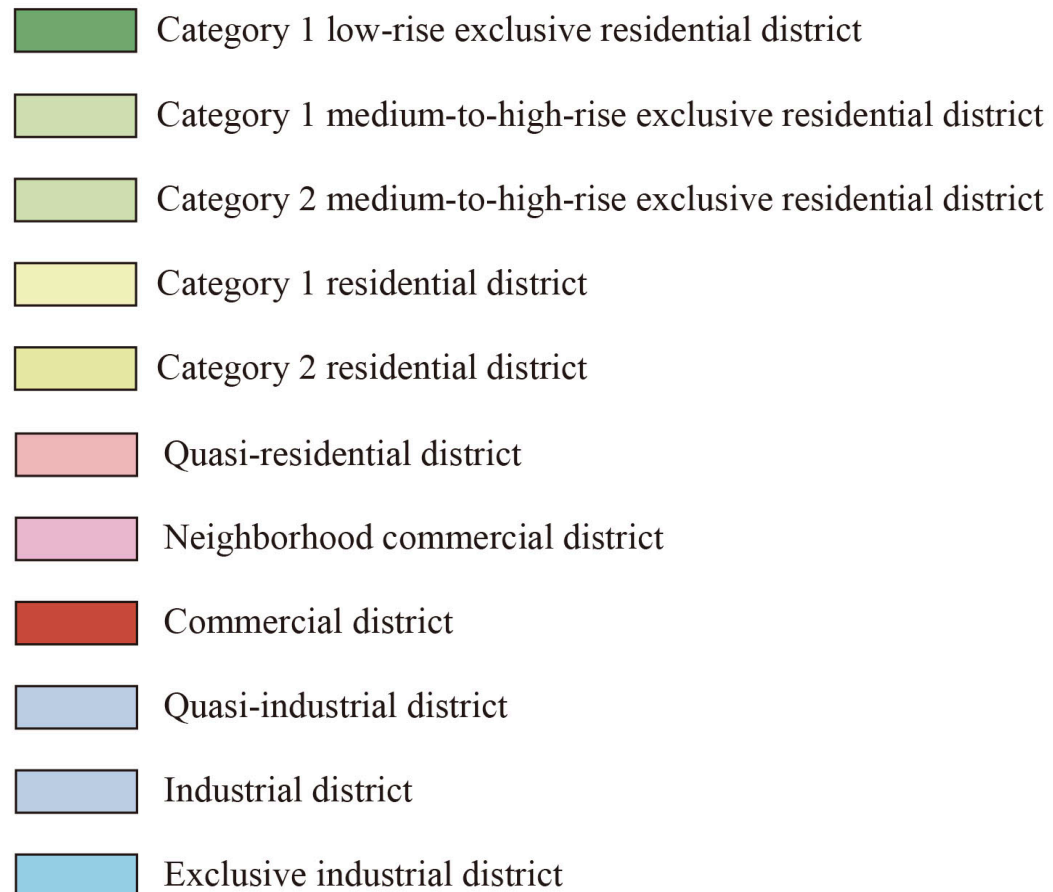 Category 1 low-rise exclusive residential district
Category 1 medium-to-high-rise exclusive residential district
Category 2 medium-to-high-rise exclusive residential district
Category 1 residential district
Category 2 residential district
Quasi-residential district
Neighborhood commercial district
Commercial district
Quasi-industrial district
Industrial district
Exclusive industrial district